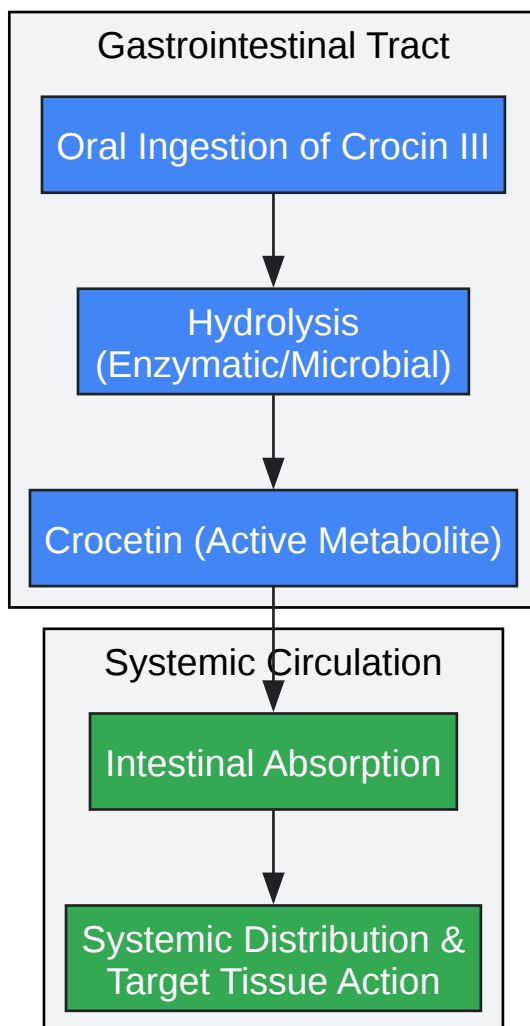 Gastrointestinal Tract
Oral Ingestion of Crocin III
Hydrolysis
(Enzymatic/Microbial)
Crocetin (Active Metabolite)
Systemic Circulation
Intestinal Absorption
Systemic Distribution &
Target Tissue Action